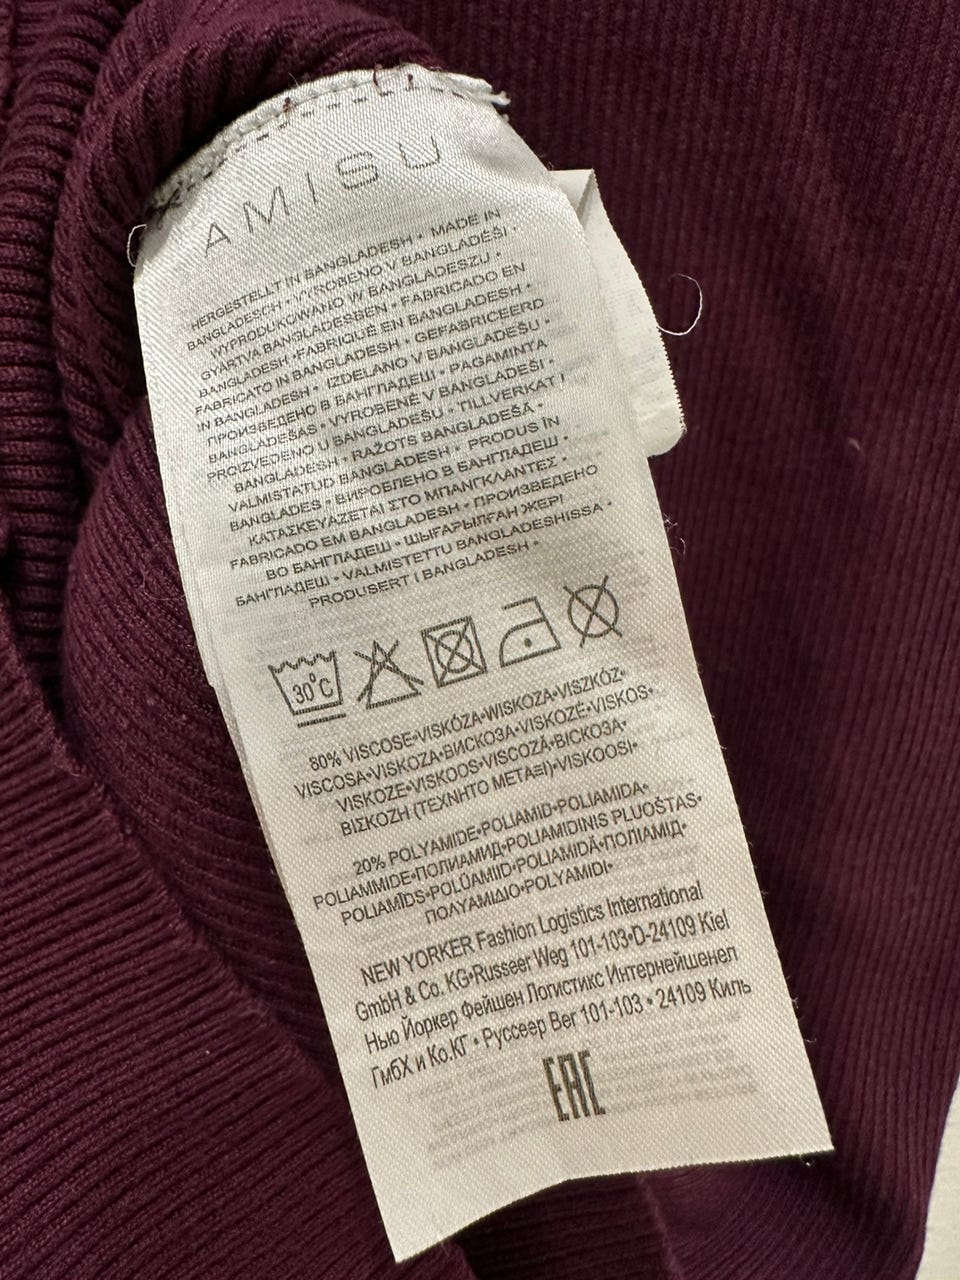 AMISU
HERGESTELLT IN BANGLADESH • MADE IN
BANGLADESCH • VYROBENO V BANGLADÉŠI •
WYPRODUKOWANO W BANGLADESZU •
GYÁRTVA BANGLADESBEN • FABRICADO EN
BANGLADESH • FABRIQUÉ EN BANGLADESH •
FABRICATO IN BANGLADESH • GEFABRICEERD
IN BANGLADESH • IZDELANO V BANGLADEŠU •
ПРОИЗВЕДЕНО В БАНГЛАДЕШ • PAGAMINTA
BANGLADEŠAS • VYROBENÉ V BANGLADÉŠI •
PROIZVEDENO U BANGLADEŠU • TILLVERKAT I
BANGLADESH • RAŽOTS BANGLADEŠĀ •
VALMISTATUD BANGLADESH • PRODUS ÎN
BANGLADES • ВИРОБЛЕНО В БАНГЛАДЕШ •
ΚΑΤΑΣΚΕΥΑΖΕΤΑΙ ΣΤΟ ΜΠΑΝΓΚΛΑΝΤΕΣ •
FABRICADO EM BANGLADESH • ПРОИЗВЕДЕНО
ВО БАНГЛАДЕШ • ШЫҒАРЫЛҒАН ЖЕРІ
БАНГЛАДЕШ • VALMISTETTU BANGLADESHISSA •
PRODUSERT I BANGLADESH •
30°C
80% VISCOSE•VISKÓZA•WISKOZA•VISZKÓZ•
VISCOSA•VISKOZA•ВИСКОЗА•VISKOZĖ•VISKOS•
VISKOZE•VISKOOS•VISCOZĂ•ВІСКОЗА•
ΒΙΣΚΟΖΗ (ΤΕΧΝΗΤΟ ΜΕΤΑΞΙ)•VISKOOSI•
20% POLYAMIDE•POLIAMID•POLIAMIDA•
POLIAMMIDE•ПОЛИАМИД•POLIAMIDINIS PLUOŠTAS•
POLIAMĪDS•POLÜAMIID•POLIAMIDĂ•ПОЛІАМІД•
ΠΟΛΥΑΜΙΔΙΟ•POLYAMIDI•
NEW YORKER Fashion Logistics International
GmbH & Co. KG•Russeer Weg 101-103•D-24109 Kiel
Нью Йоркер Фейшен Логистикс Интернейшенел
ГмбХ и Ко.КГ • Руссеер Вег 101-103 • 24109 Киль
EAC